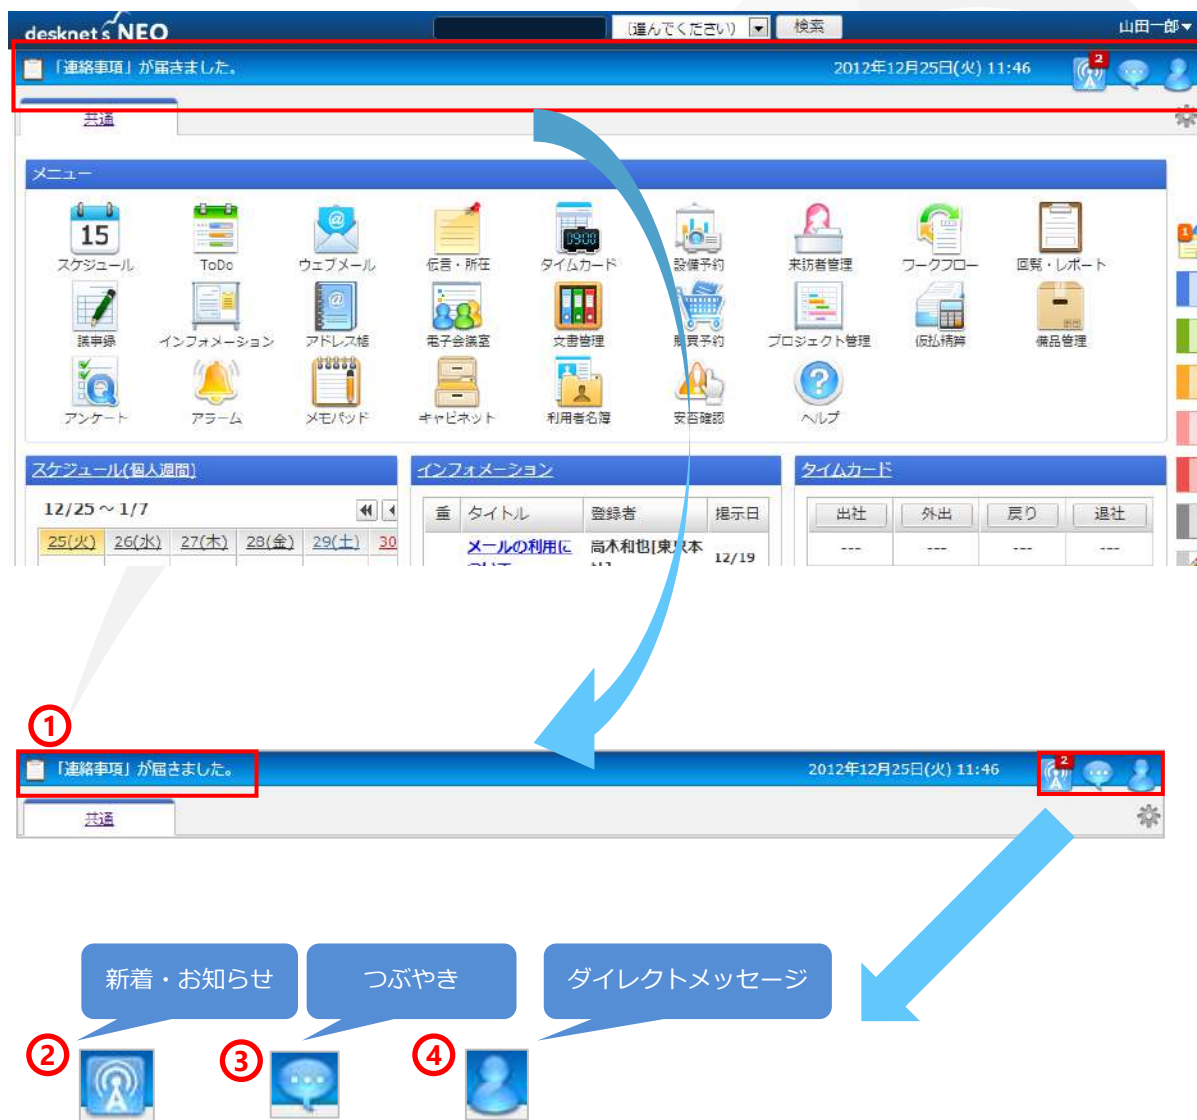 desknet's NEO
(選んでください) 検索 山田一郎▼
「連絡事項」が届きました。 2012年12月25日(火) 11:46 2
共通
メニュー
15 09:00
スケジュール ToDo ウェブメール 伝言・所在 タイムカード 設備予約 来訪者管理 ワークフロー 回覧・レポート 1
議事録 インフォメーション アドレス帳 電子会議室 文書管理 購買予約 プロジェクト管理 仮払精算 備品管理
アンケート アラーム メモパッド キャビネット 利用者名簿 安否確認 ヘルプ
スケジュール(個人週間) インフォメーション タイムカード
12/25 ～ 1/7 重 タイトル 登録者 掲示日 出社 外出 戻り 退社
25(火) 26(水) 27(木) 28(金) 29(土) 30 メールの利用に 高木和也[東京本 12/19 --- --- --- ---
①
「連絡事項」が届きました。 2012年12月25日(火) 11:46 2
共通
新着・お知らせ つぶやき ダイレクトメッセージ
② ③ ④